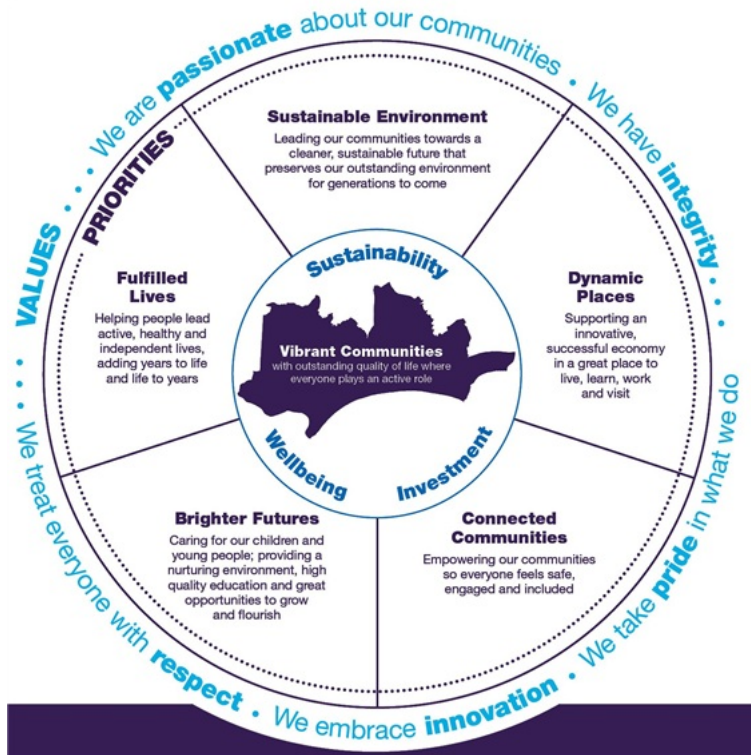 VALUES . . . . We are passionate about our communities • We have integrity . . .
PRIORITIES
Sustainable Environment
Leading our communities towards a
cleaner, sustainable future that
preserves our outstanding environment
for generations to come
Fulfilled
Lives
Helping people lead
active, healthy and
independent lives,
adding years to life
and life to years
Sustainability
Vibrant Communities
with outstanding quality of life where
everyone plays an active role
Wellbeing
Investment
Dynamic
Places
Supporting an
innovative,
successful economy
in a great place to
live, learn, work
and visit
Brighter Futures
Caring for our children and
young people; providing a
nurturing environment, high
quality education and great
opportunities to grow
and flourish
Connected
Communities
Empowering our communities
so everyone feels safe,
engaged and included
. . . . We treat everyone with respect • We embrace innovation • We take pride in what we do